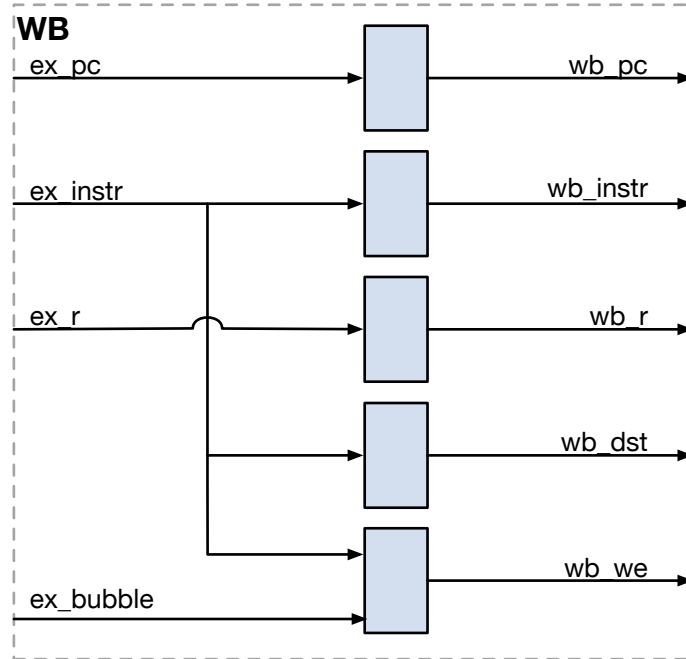 WB
ex_pc
wb_pc
ex_instr
wb_instr
ex_r
wb_r
wb_dst
wb_we
ex_bubble